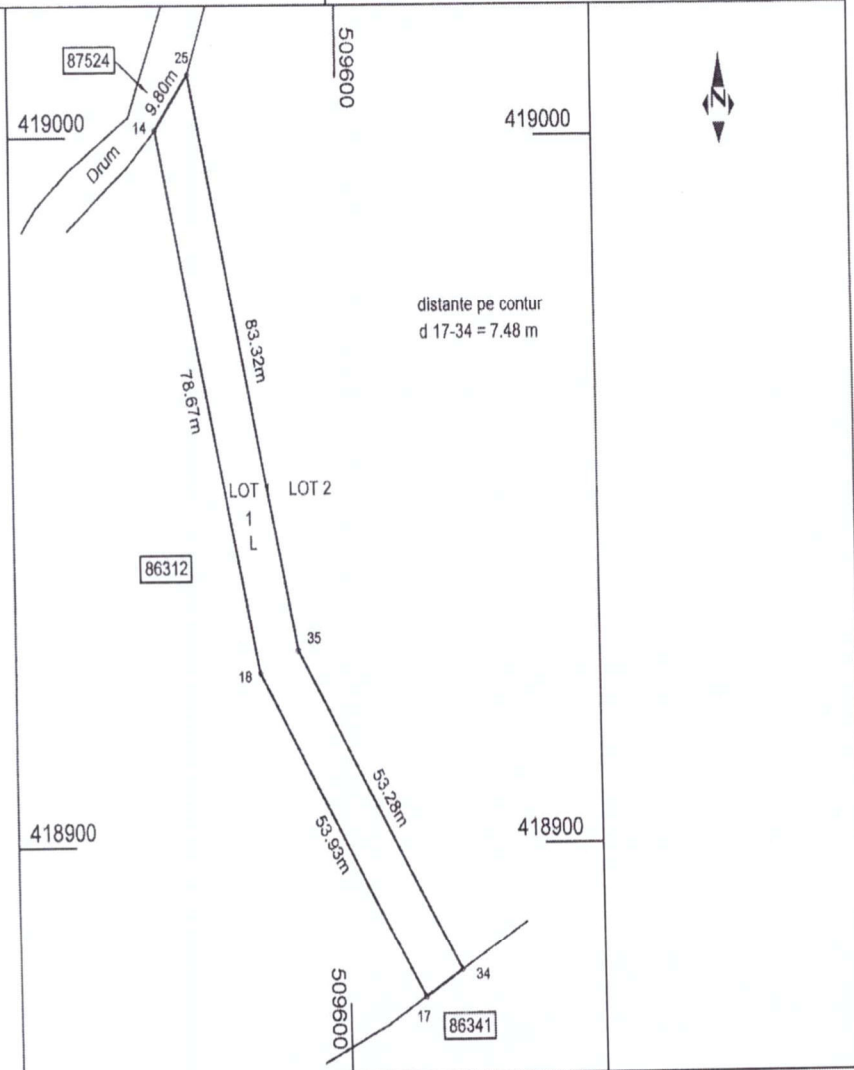 25
509600
87524
9.80m
419000
14
419000
Drum
distante pe contur
d 17-34 = 7.48 m
83.32m
78.67m
LOT
1
L
LOT 2
86312
35
18
53.28m
53.93m
418900
418900
34
509600
17
86341
N